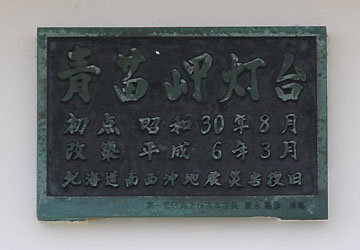 青苗岬灯台
初点 昭和30年8月
改築 平成 6年3月
北海道南西沖地震災害復旧